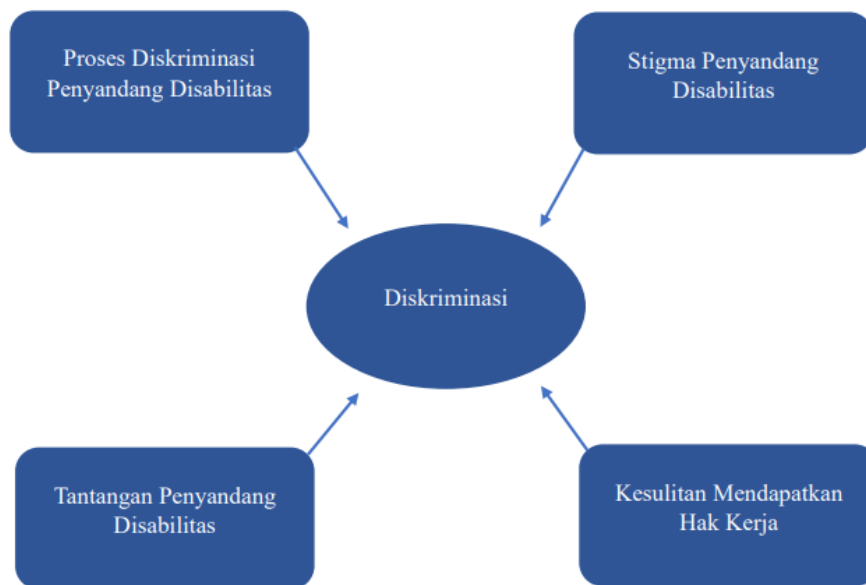 Proses Diskriminasi
Penyandang Disabilitas
Stigma Penyandang
Disabilitas
Diskriminasi
Tantangan Penyandang
Disabilitas
Kesulitan Mendapatkan
Hak Kerja